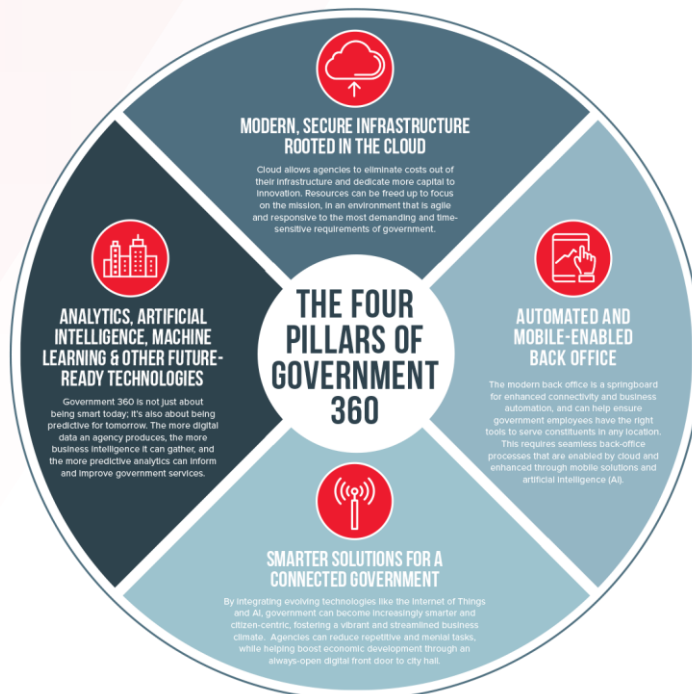 MODERN, SECURE INFRASTRUCTURE
ROOTED IN THE CLOUD
Cloud allows agencies to eliminate costs out of
their infrastructure and dedicate more capital to
innovation. Resources can be freed up to focus
on the mission, in an environment that is agile
and responsive to the most demanding and time-
sensitive requirements of government.
ANALYTICS, ARTIFICIAL
INTELLIGENCE, MACHINE
LEARNING & OTHER FUTURE-
READY TECHNOLOGIES
Government 360 is not just about
being smart today; it's also about being
predictive for tomorrow. The more digital
data an agency produces, the more
business intelligence it can gather, and
the more predictive analytics can inform
and improve government services.
THE FOUR
PILLARS OF
GOVERNMENT
360
AUTOMATED AND
MOBILE-ENABLED
BACK OFFICE
The modern back office is a springboard
for enhanced connectivity and business
automation, and can help ensure
government employees have the right
tools to serve constituents in any location.
This requires seamless back-office
processes that are enabled by cloud and
enhanced through mobile solutions and
artificial intelligence (AI).
SMARTER SOLUTIONS FOR A
CONNECTED GOVERNMENT
By integrating evolving technologies like the Internet of Things
and AI, government can become increasingly smarter and
citizen-centric, fostering a vibrant and streamlined business
climate. Agencies can reduce repetitive and menial tasks,
while helping boost economic development through an
always-open digital front door to city hall.